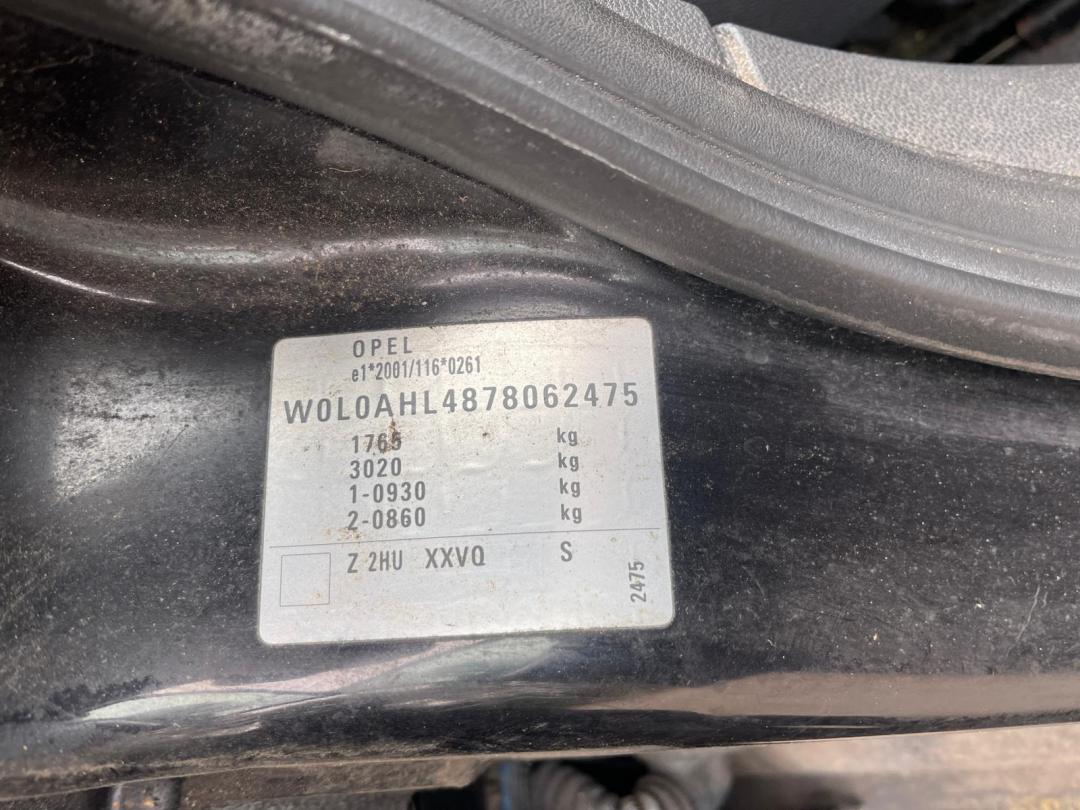 OPEL
e1*2001/116*0261
W0L0AHL4878062475
1765 kg
3020 kg
1-0930 kg
2-0860 kg
Z 2HU XXVQ S
2475